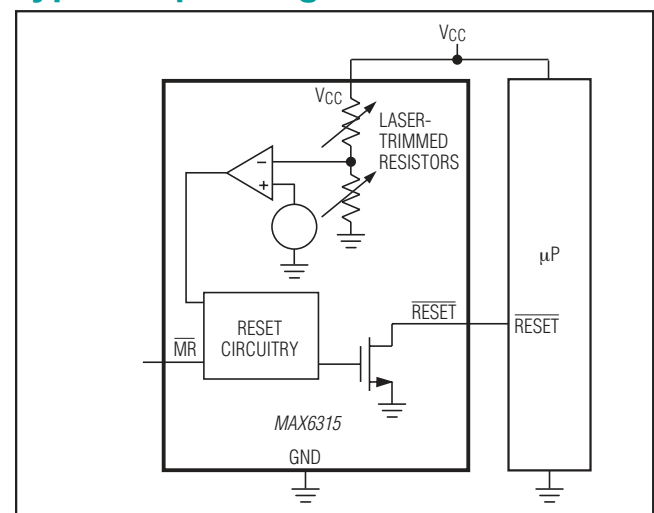 VCC
VCC
LASER-
TRIMMED
RESISTORS
−
+
µP
RESET
RESET
RESET
CIRCUITRY
MR
MAX6315
GND